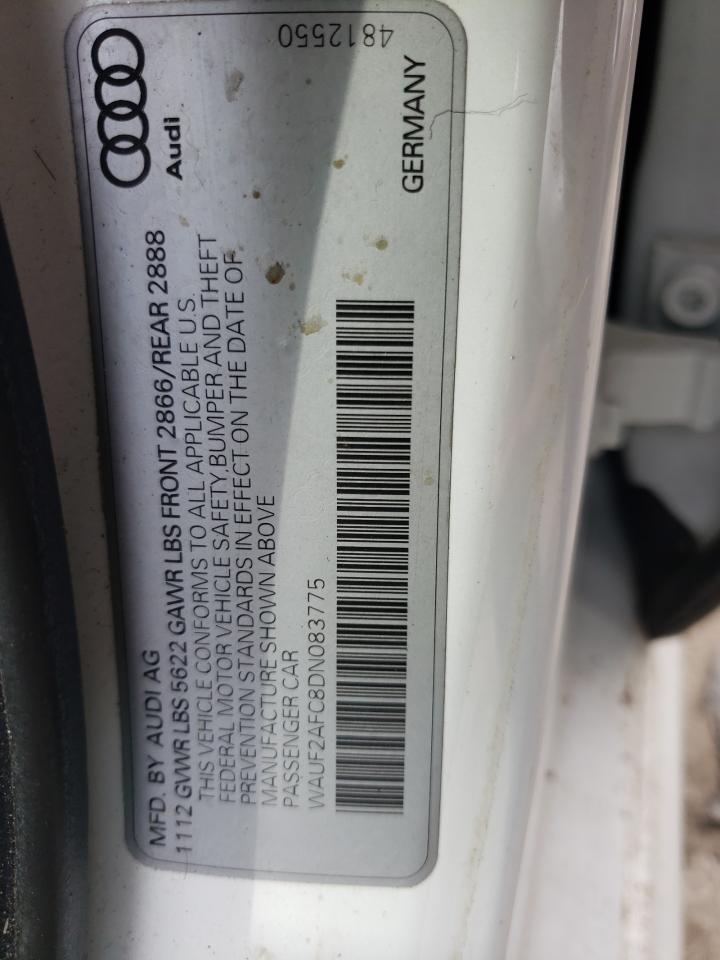 MFD. BY AUDI AG
1112 GVWR LBS 5622 GAWR LBS FRONT 2866/REAR 2888
THIS VEHICLE CONFORMS TO ALL APPLICABLE U.S.
FEDERAL MOTOR VEHICLE SAFETY, BUMPER AND THEFT
PREVENTION STANDARDS IN EFFECT ON THE DATE OF
MANUFACTURE SHOWN ABOVE
PASSENGER CAR
WAUF2AFC8DN083775
Audi
GERMANY
4812550